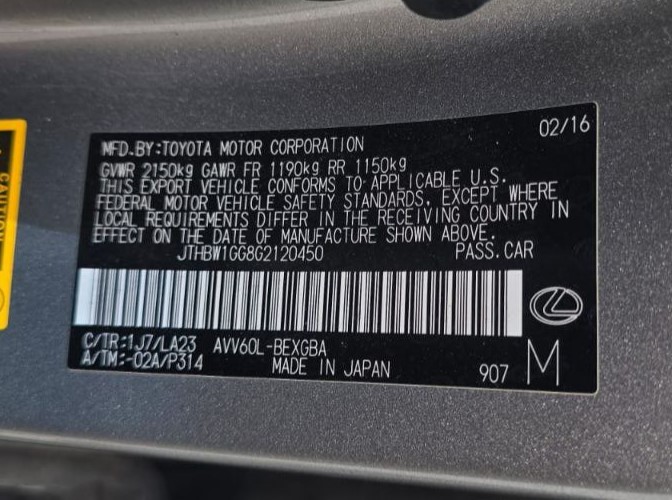 02/16
MFD.BY:TOYOTA MOTOR CORPORATION
GVWR 2150kg GAWR FR 1190kg RR 1150kg
THIS EXPORT VEHICLE CONFORMS TO APPLICABLE U.S.
FEDERAL MOTOR VEHICLE SAFETY STANDARDS, EXCEPT WHERE
LOCAL REQUIREMENTS DIFFER IN THE RECEIVING COUNTRY IN
EFFECT ON THE DATE OF MANUFACTURE SHOWN ABOVE.
JTHBW1GG8G2120450 PASS.CAR
C/TR:1J7/LA23 AVV60L-BEXGBA
A/TM:-02A/P314 MADE IN JAPAN 907 M
CAUTION